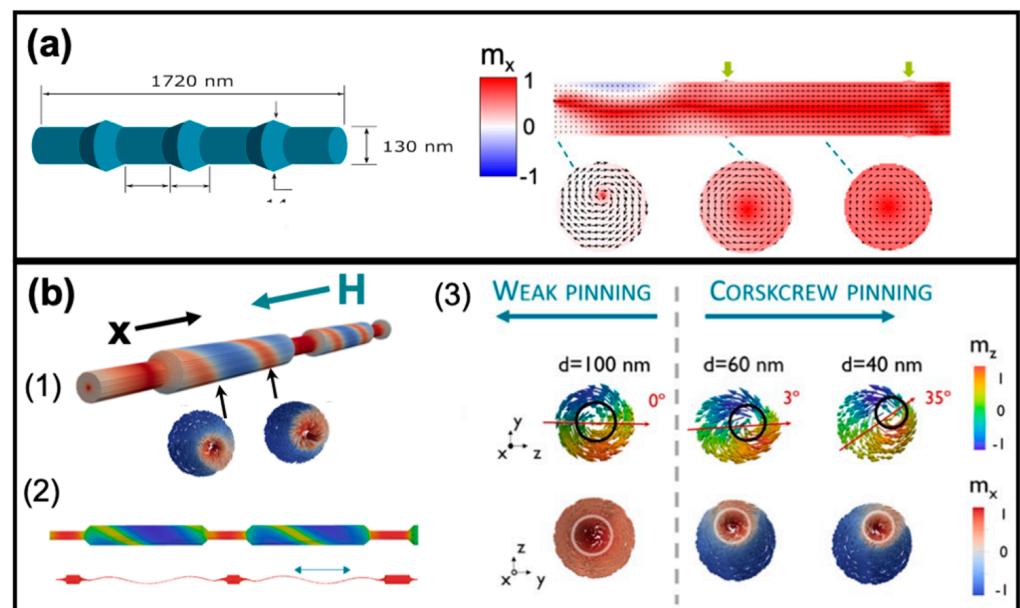 (a)
1720 nm
130 nm
mx
1
0
-1
(b)
H
x
(1)
(2)
(3)
WEAK PINNING
CORSKCREW PINNING
d=100 nm
d=60 nm
d=40 nm
0°
3°
35°
y
x
z
mz
1
0
-1
z
x
y
mx
1
0
-1